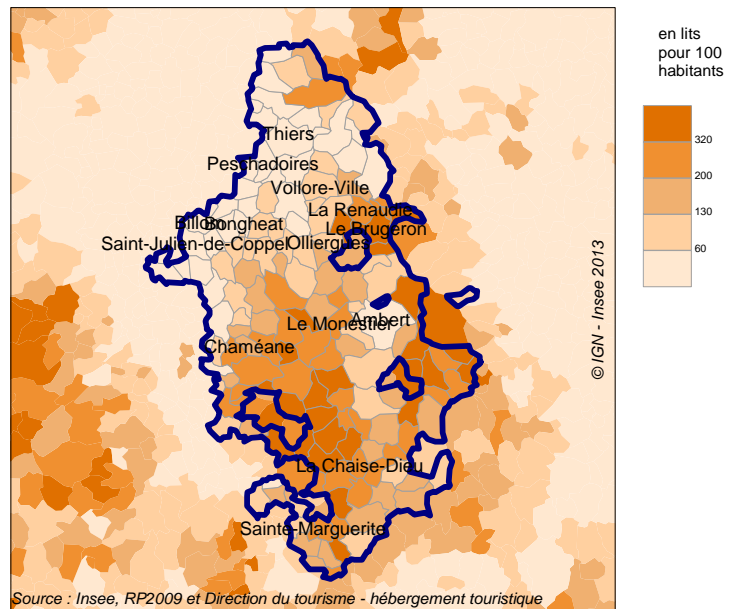 en lits
pour 100
habitants
320
200
130
60
Thiers
Peschadoires
Vollore-Ville
La Renaudie
Billom
Bongheat
Le Brugeron
Saint-Julien-de-Coppel
Olliergues
Le Monestier
Ambert
Chaméane
La Chaise-Dieu
Sainte-Marguerite
© IGN - Insee 2013
Source : Insee, RP2009 et Direction du tourisme - hébergement touristique